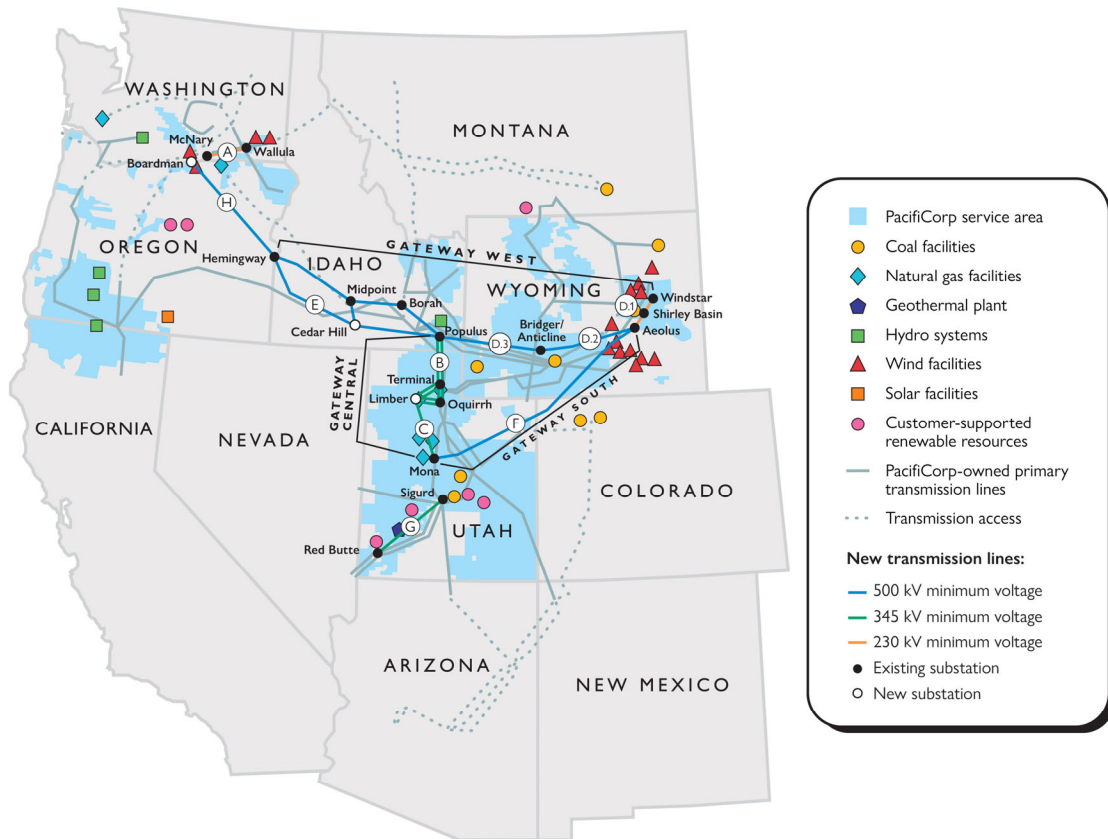 WASHINGTON
MONTANA
McNary
A
Wallula
Boardman
H
OREGON
Hemingway
IDAHO
GATEWAY WEST
WYOMING
Midpoint
Borah
E
Cedar Hill
Populus
Bridger/
Anticline
D.1
Windstar
Shirley Basin
Aeolus
D.2
D.3
B
GATEWAY
CENTRAL
Terminal
Limber
Oquirrh
GATEWAY SOUTH
F
C
Mona
CALIFORNIA
NEVADA
COLORADO
Sigurd
UTAH
G
Red Butte
ARIZONA
NEW MEXICO
PacifiCorp service area
Coal facilities
Natural gas facilities
Geothermal plant
Hydro systems
Wind facilities
Solar facilities
Customer-supported
renewable resources
PacifiCorp-owned primary
transmission lines
Transmission access
New transmission lines:
500 kV minimum voltage
345 kV minimum voltage
230 kV minimum voltage
Existing substation
New substation